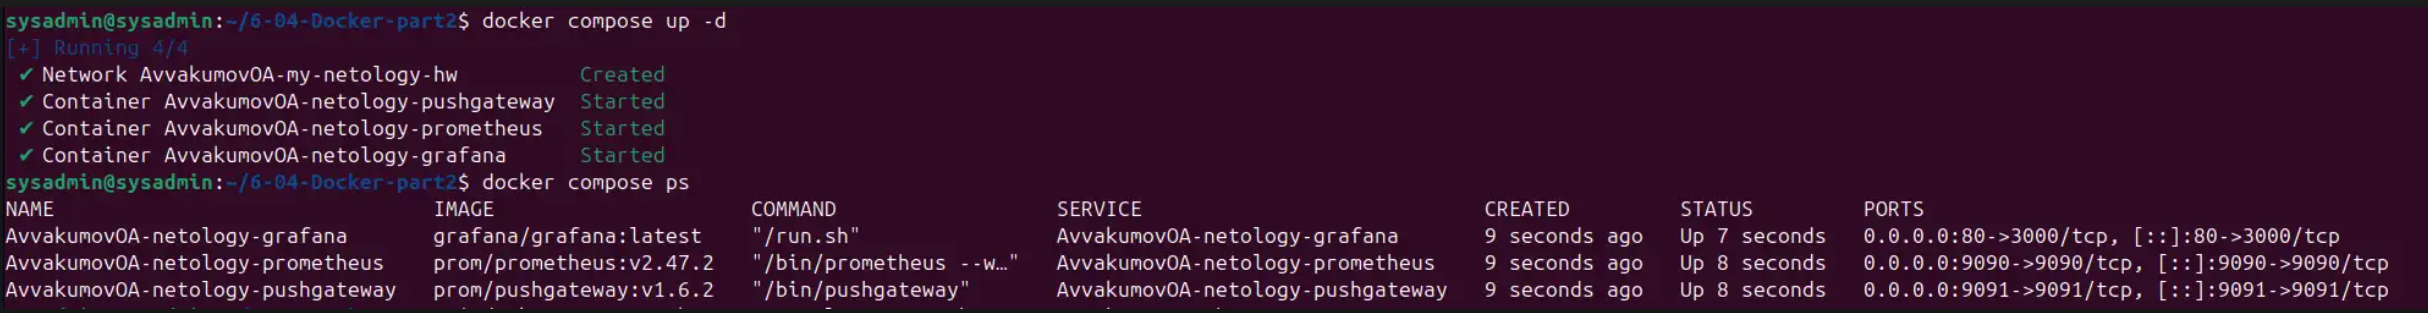 sysadmin@sysadmin:~/6-04-Docker-part2$ docker compose up -d
[+] Running 4/4
✔ Network AvvakumovOA-my-netology-hw Created
✔ Container AvvakumovOA-netology-pushgateway Started
✔ Container AvvakumovOA-netology-prometheus Started
✔ Container AvvakumovOA-netology-grafana Started
sysadmin@sysadmin:~/6-04-Docker-part2$ docker compose ps
NAME IMAGE COMMAND SERVICE CREATED STATUS PORTS
AvvakumovOA-netology-grafana grafana/grafana:latest "/run.sh" AvvakumovOA-netology-grafana 9 seconds ago Up 7 seconds 0.0.0.0:80->3000/tcp, [::]:80->3000/tcp
AvvakumovOA-netology-prometheus prom/prometheus:v2.47.2 "/bin/prometheus --w…" AvvakumovOA-netology-prometheus 9 seconds ago Up 8 seconds 0.0.0.0:9090->9090/tcp, [::]:9090->9090/tcp
AvvakumovOA-netology-pushgateway prom/pushgateway:v1.6.2 "/bin/pushgateway" AvvakumovOA-netology-pushgateway 9 seconds ago Up 8 seconds 0.0.0.0:9091->9091/tcp, [::]:9091->9091/tcp